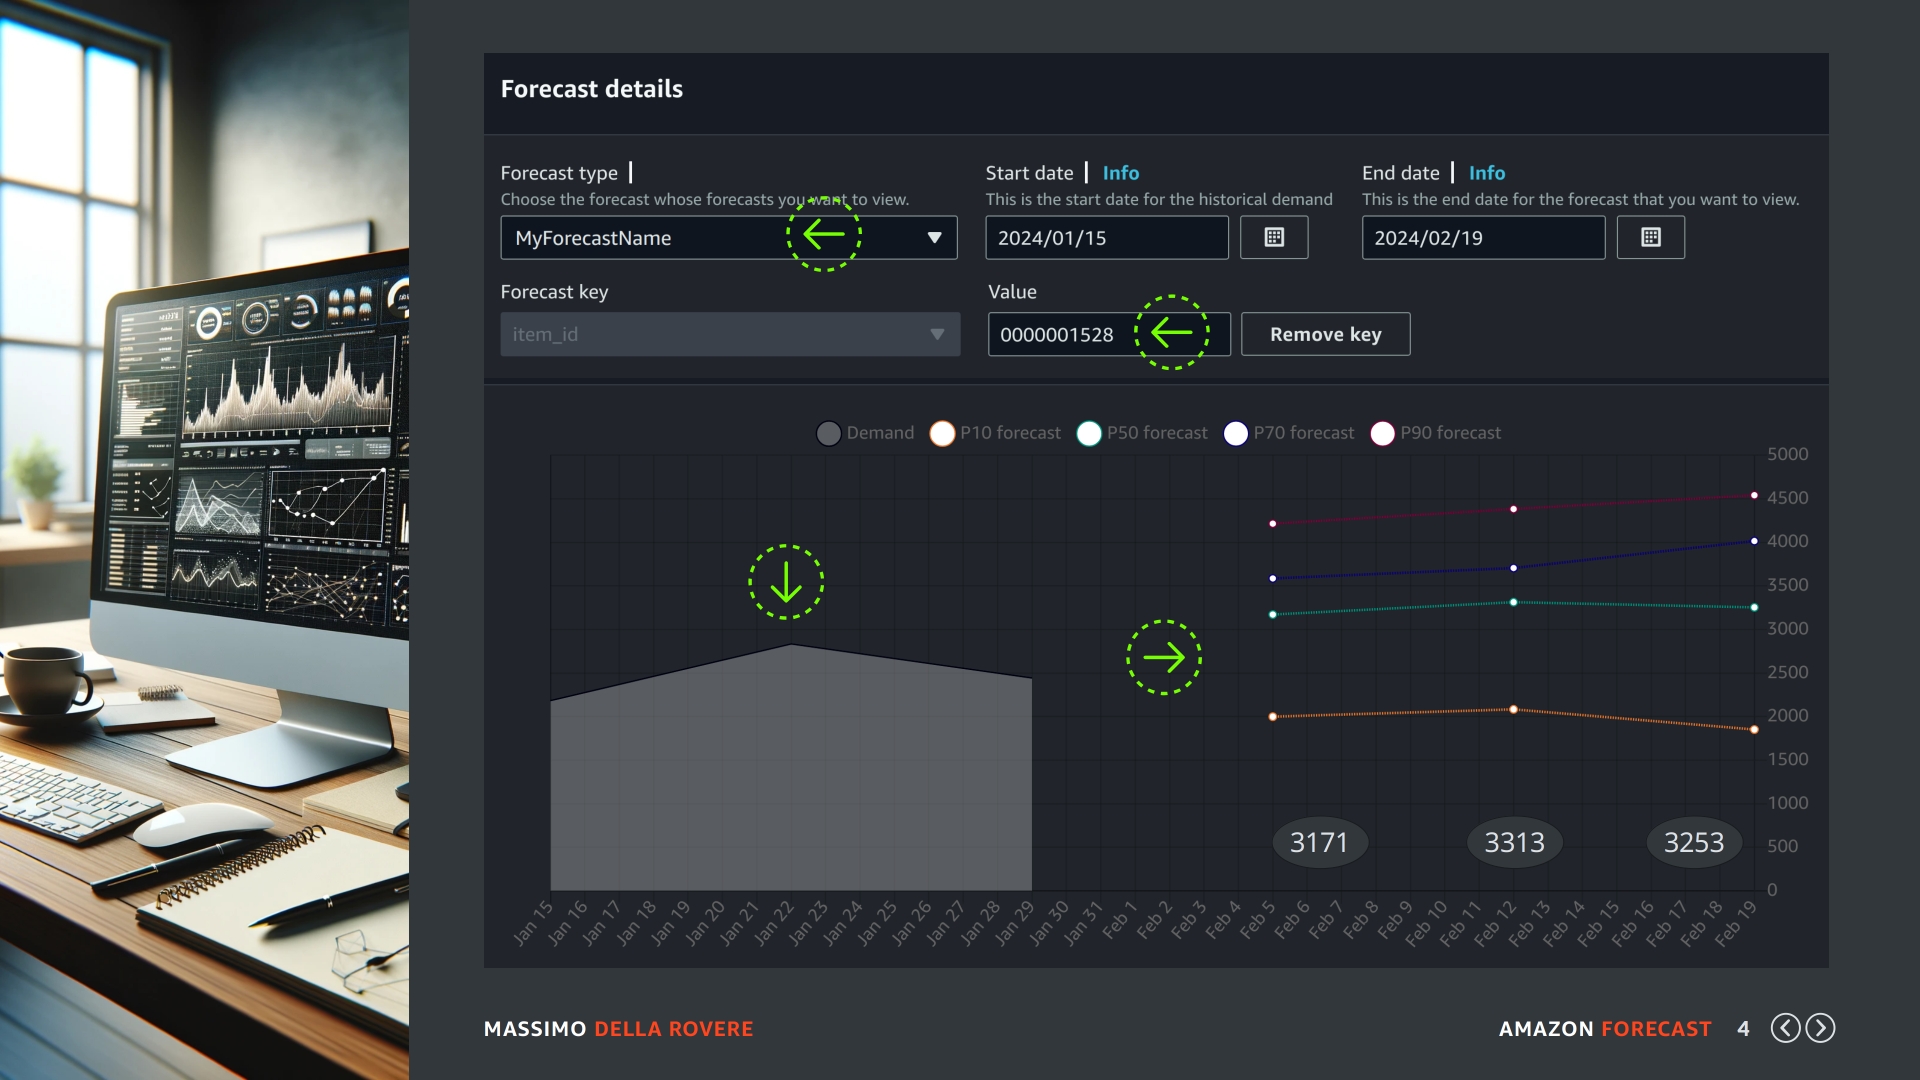 Forecast details
Forecast type |
Start date | Info
End date | Info
Choose the forecast whose forecasts you want to view.
This is the start date for the historical demand
This is the end date for the forecast that you want to view.
MyForecastName
2024/01/15
2024/02/19
Forecast key
Value
item_id
0000001528
Remove key
Demand
P10 forecast
P50 forecast
P70 forecast
P90 forecast
5000
4500
4000
3500
3000
2500
2000
1500
1000
500
0
3171
3313
3253
Jan 15
Jan 16
Jan 17
Jan 18
Jan 19
Jan 20
Jan 21
Jan 22
Jan 23
Jan 24
Jan 25
Jan 26
Jan 27
Jan 28
Jan 29
Jan 30
Jan 31
Feb 1
Feb 2
Feb 3
Feb 4
Feb 5
Feb 6
Feb 7
Feb 8
Feb 9
Feb 10
Feb 11
Feb 12
Feb 13
Feb 14
Feb 15
Feb 16
Feb 17
Feb 18
Feb 19
MASSIMO DELLA ROVERE
AMAZON FORECAST 4